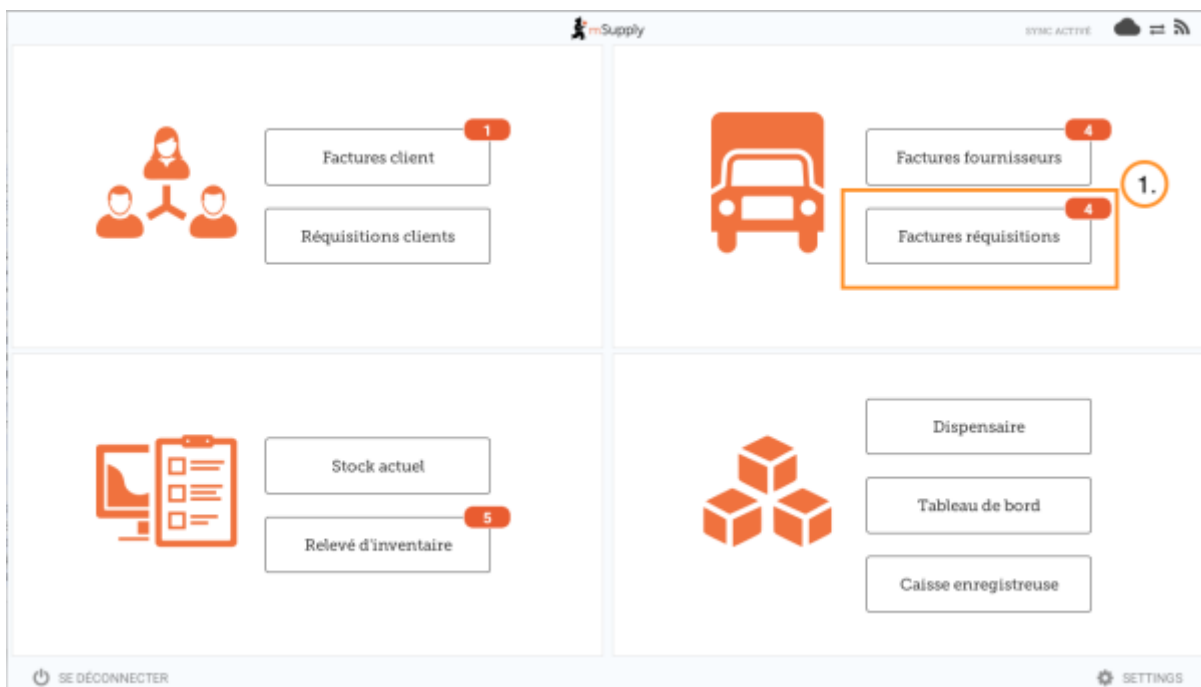 mSupply
SYNC ACTIVÉ
1
Factures client
Réquisitions clients
4
Factures fournisseurs
1.
4
Factures réquisitions
Stock actuel
5
Relevé d'inventaire
Dispensaire
Tableau de bord
Caisse enregistreuse
SE DÉCONNECTER
SETTINGS